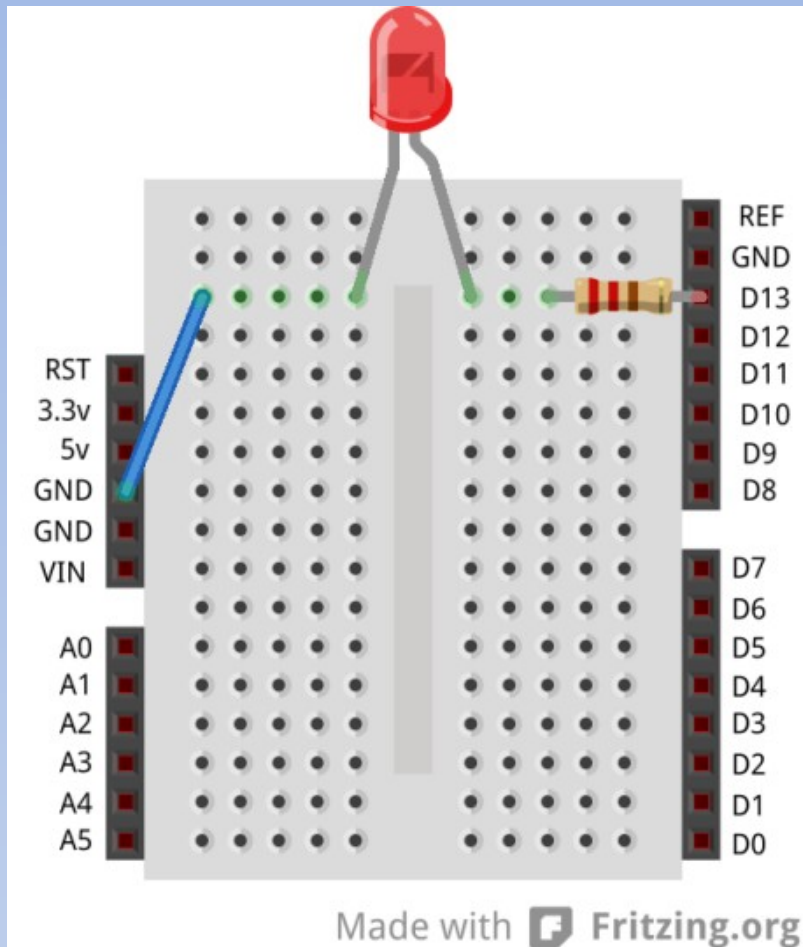 REF
GND
D13
D12
D11
D10
D9
D8
RST
3.3v
5v
GND
GND
VIN
D7
D6
D5
D4
D3
D2
D1
D0
A0
A1
A2
A3
A4
A5
Made with Fritzing.org